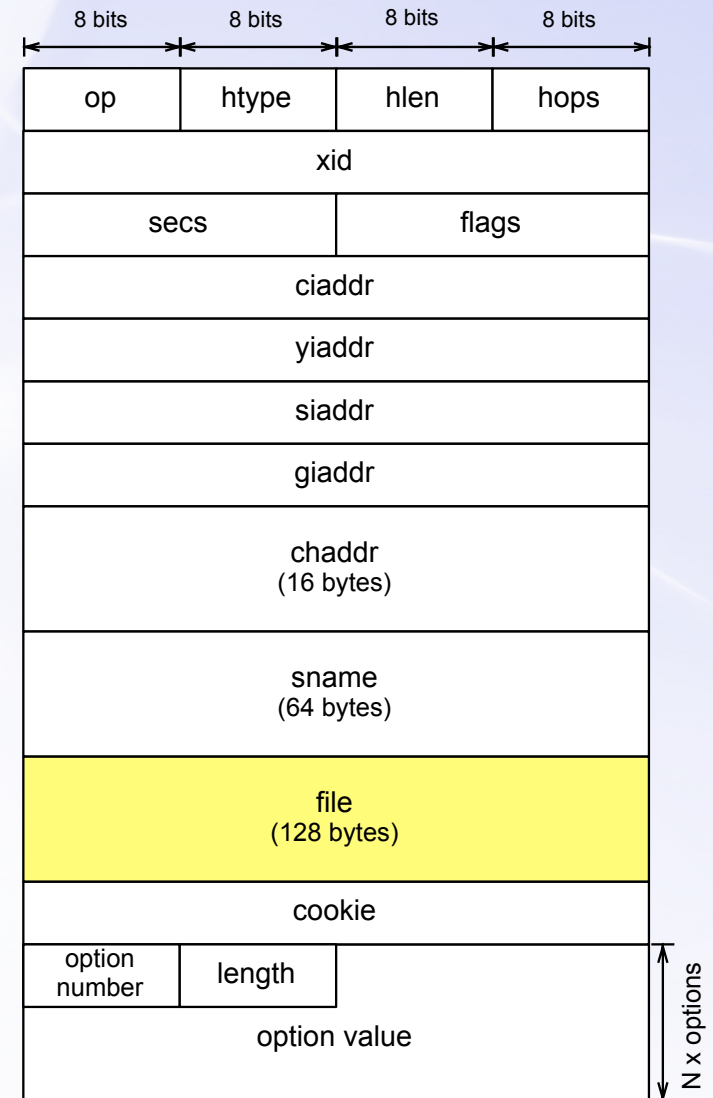 8 bits 8 bits 8 bits 8 bits
op htype hlen hops
xid
secs flags
ciaddr
yiaddr
siaddr
giaddr
chaddr
(16 bytes)
sname
(64 bytes)
file
(128 bytes)
cookie
option
number
length
option value
N x options